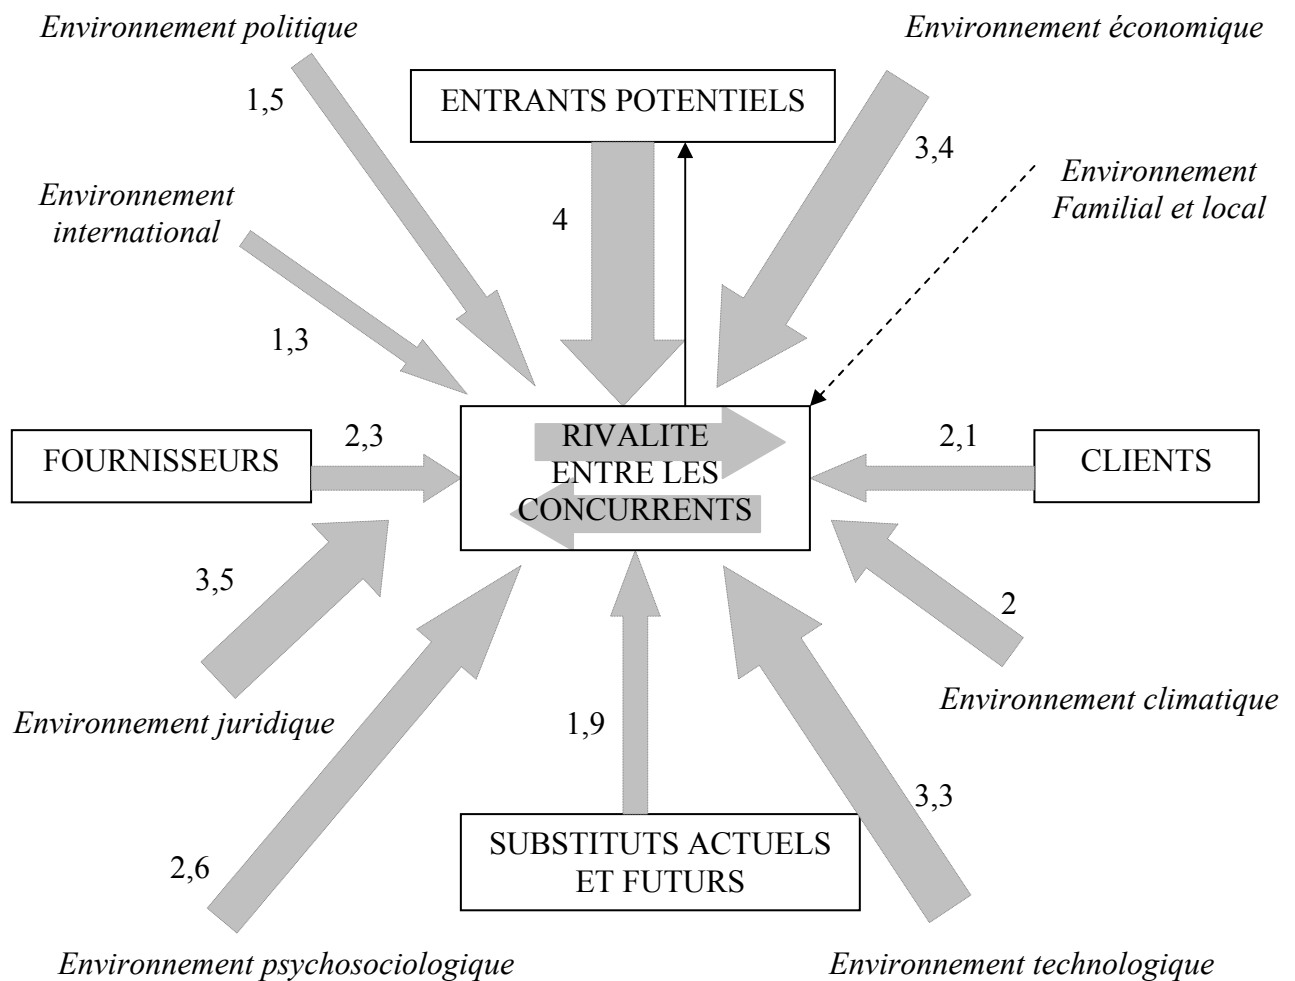 Environnement politique
Environnement économique
1,5
ENTRANTS POTENTIELS
3,4
Environnement
Familial et local
Environnement
international
4
1,3
FOURNISSEURS
2,3
RIVALITE
ENTRE LES
CONCURRENTS
2,1
CLIENTS
3,5
2
Environnement juridique
Environnement climatique
1,9
3,3
2,6
SUBSTITUTS ACTUELS
ET FUTURS
Environnement psychosociologique
Environnement technologique